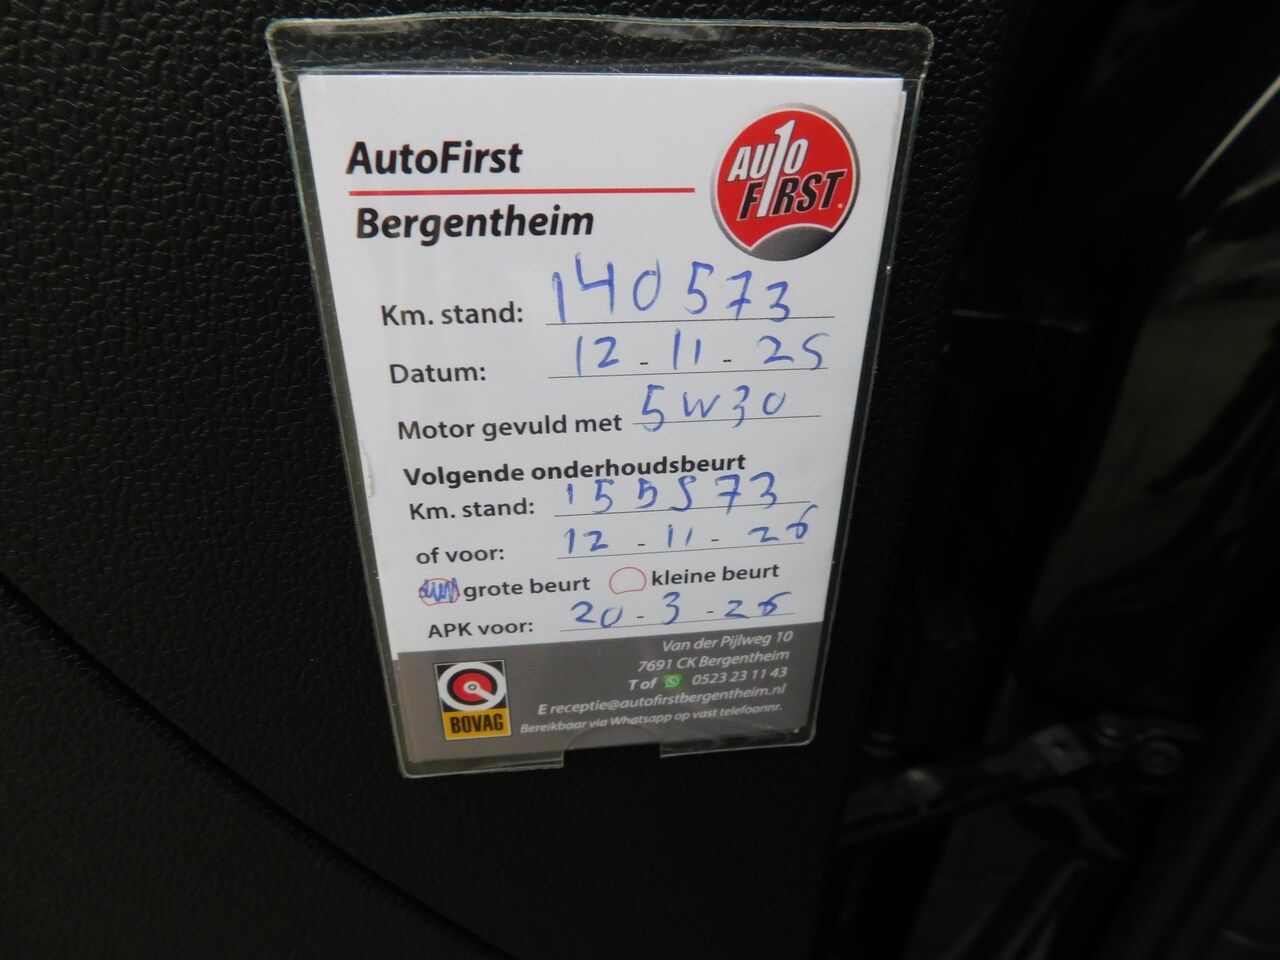 AutoFirst
Bergentheim
AUTO
FIRST
Km. stand: 140573
Datum: 12-11-25
Motor gevuld met 5W30
Volgende onderhoudsbeurt
Km. stand: 155573
of voor: 12-11-26
grote beurt kleine beurt
APK voor: 20-3-26
Van der Pijlweg 10
7691 CK Bergentheim
T of 0523 23 11 43
E receptie@autofirstbergentheim.nl
Bereikbaar via Whatsapp op vast telefoonnr.
BOVAG